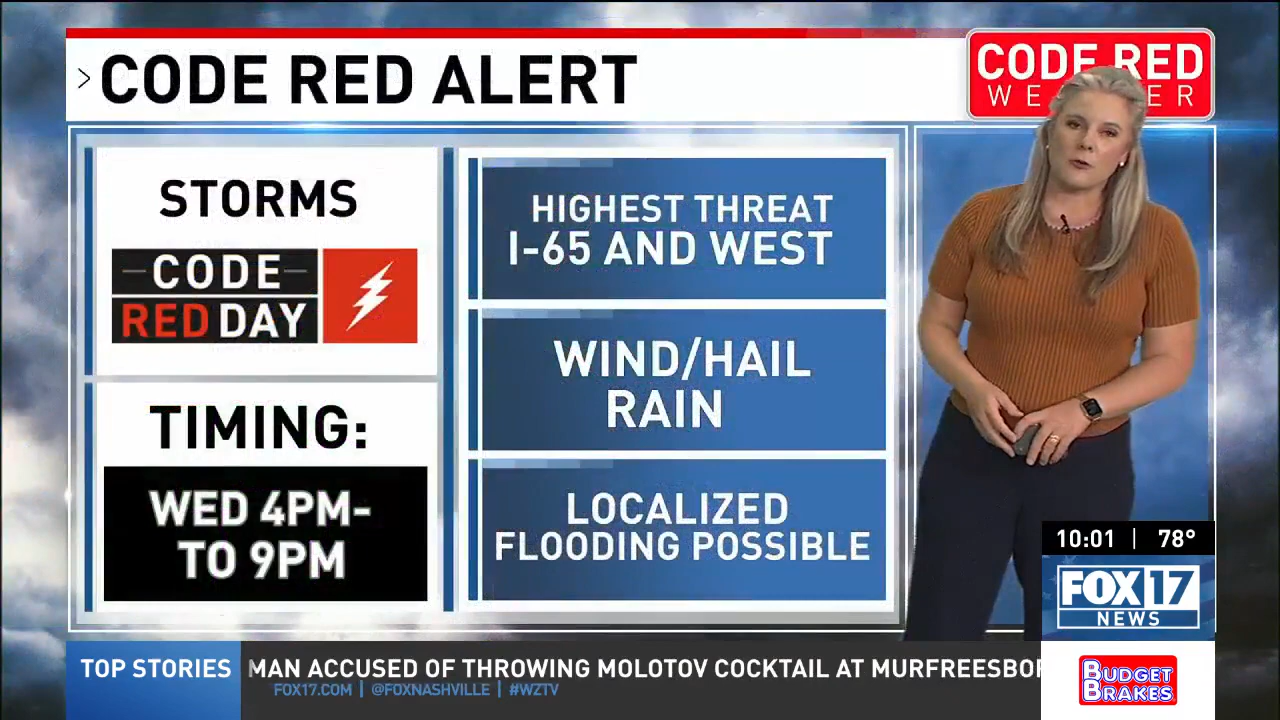 CODE RED ALERT
CODE RED
STORMS
CODE
RED DAY
TIMING:
WED 4PM-
TO 9PM
HIGHEST THREAT
I-65 AND WEST
WIND/HAIL
RAIN
LOCALIZED
FLOODING POSSIBLE
10:01 | 78°
FOX 17
NEWS
TOP STORIES
MAN ACCUSED OF THROWING MOLOTOV COCKTAIL AT
FOX17.COM | @FOXNASHVILLE | #WZTV
BUDGET
BRAKES